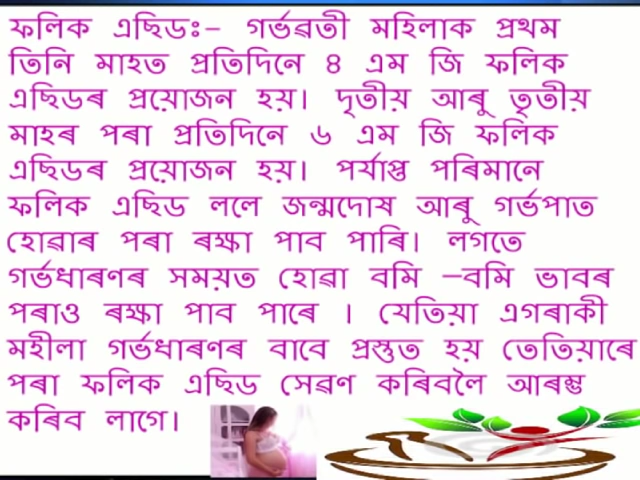 ফলিক এছিডঃ- গৰ্ভৱতী মহিলাক প্ৰথম
তিনি মাহত প্ৰতিদিনে ৪ এম জি ফলিক
এছিডৰ প্ৰয়োজন হয়। দৃতীয় আৰু তৃতীয়
মাহৰ পৰা প্ৰতিদিনে ৬ এম জি ফলিক
এছিডৰ প্ৰয়োজন হয়। পৰ্যাপ্ত পৰিমানে
ফলিক এছিড ললে জন্মদোষ আৰু গৰ্ভপাত
হোৱাৰ পৰা ৰক্ষা পাব পাৰি। লগতে
গৰ্ভধাৰণৰ সময়ত হোৱা বমি –বমি ভাবৰ
পৰাও ৰক্ষা পাব পাৰে । যেতিয়া এগৰাকী
মহীলা গৰ্ভধাৰণৰ বাবে প্ৰস্তুত হয় তেতিয়াৰে
পৰা ফলিক এছিড সেৱণ কৰিবলৈ আৰম্ভ
কৰিব লাগে।